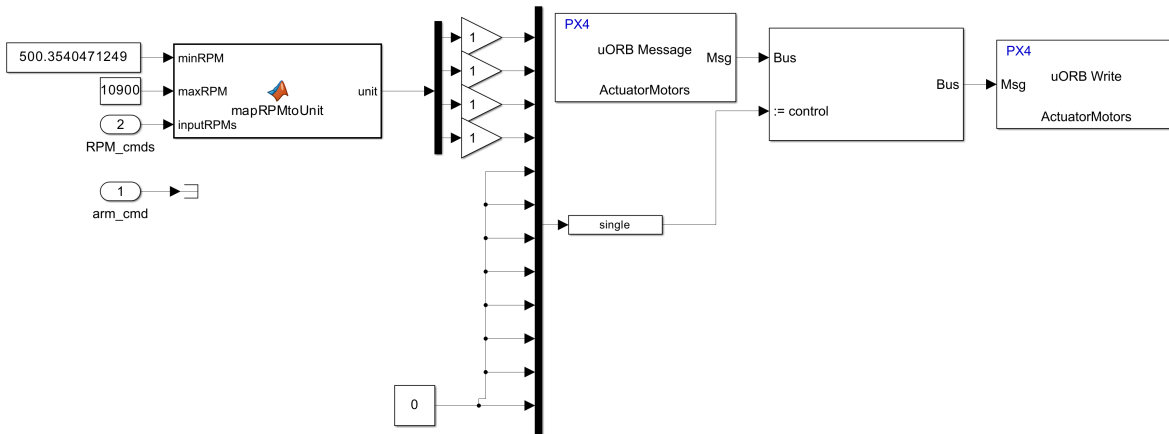 500.3540471249
minRPM
10900
maxRPM
2
inputRPMs
RPM_cmds
mapRPMtoUnit
unit
1
arm_cmd
1
1
1
1
0
single
PX4
uORB Message
Msg
ActuatorMotors
Bus
:= control
Bus
PX4
uORB Write
Msg
ActuatorMotors